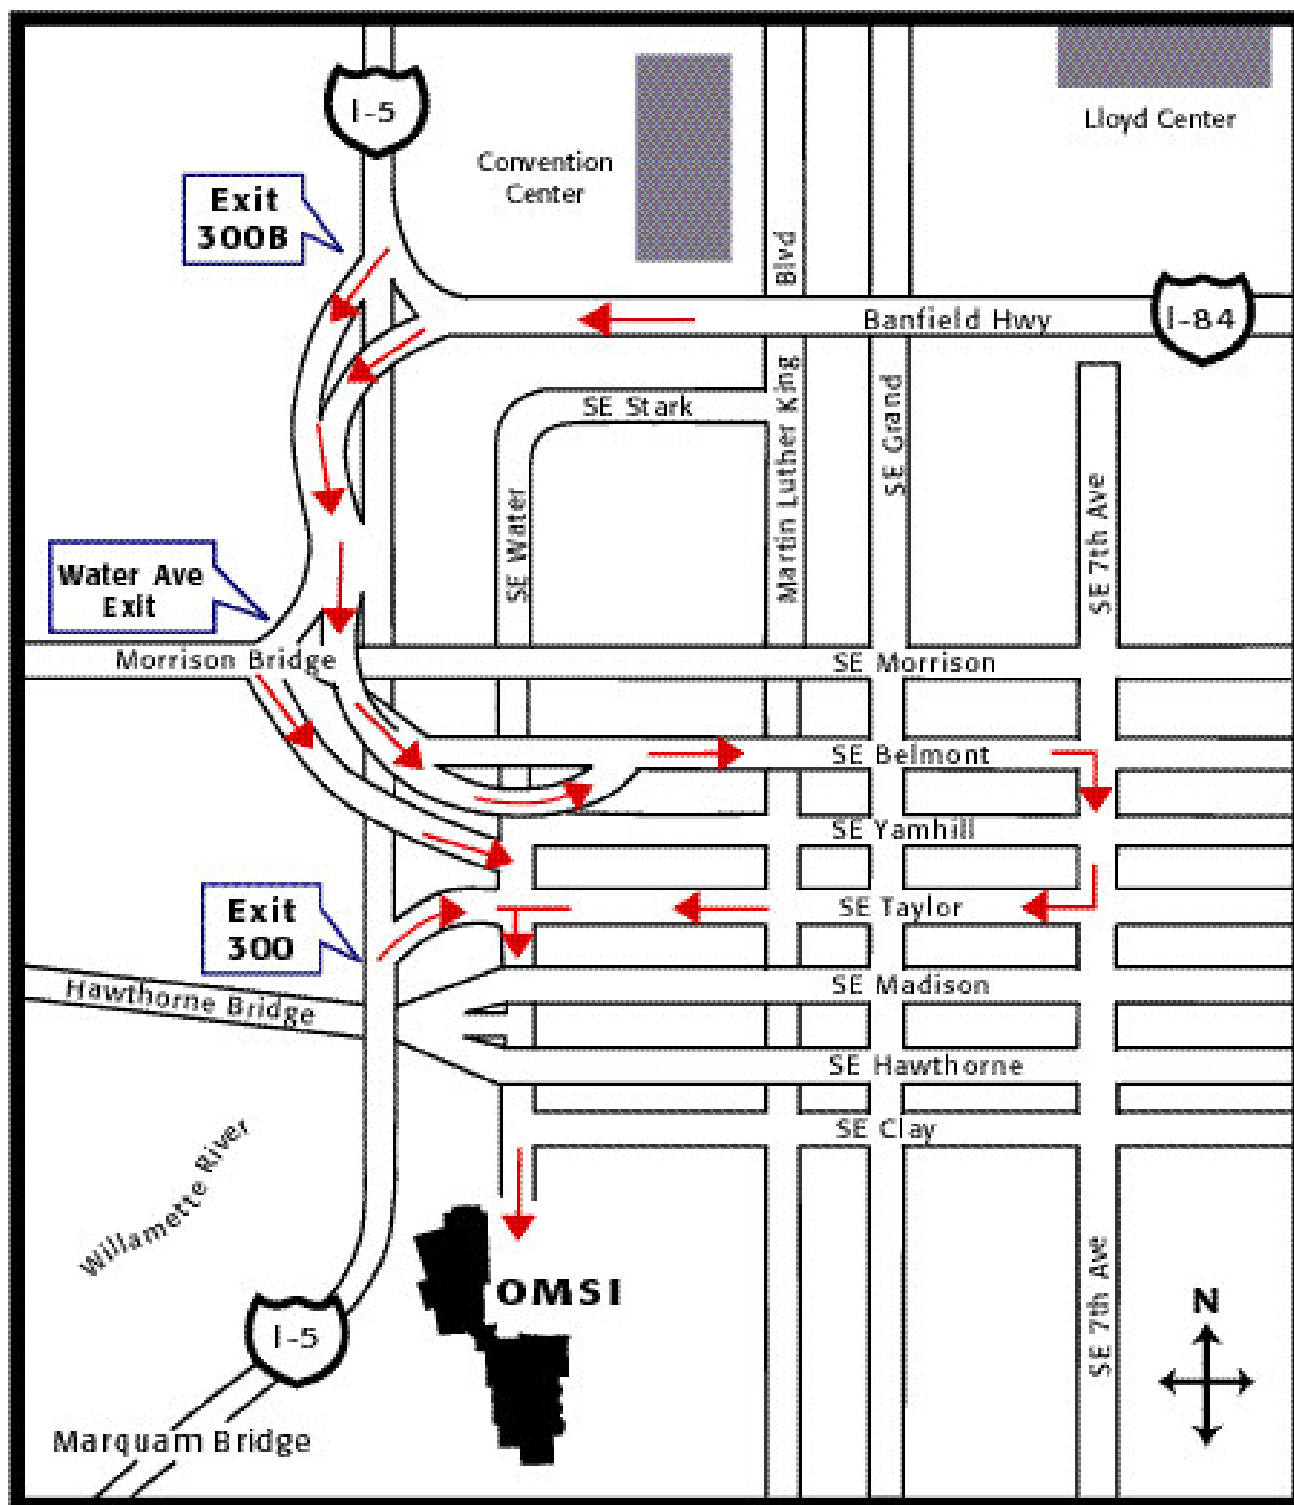 I-5
Lloyd Center
Convention
Center
Exit
300B
Blvd
Banfield Hwy
I-84
SE Stark
Martin Luther King
SE Grand
SE Water
SE 7th Ave
Water Ave
Exit
Morrison Bridge
SE Morrison
SE Belmont
SE Yamhill
Exit
300
SE Taylor
Hawthorne Bridge
SE Madison
SE Hawthorne
SE Clay
Willamette River
SE 7th Ave
OMSI
N
I-5
Marquam Bridge